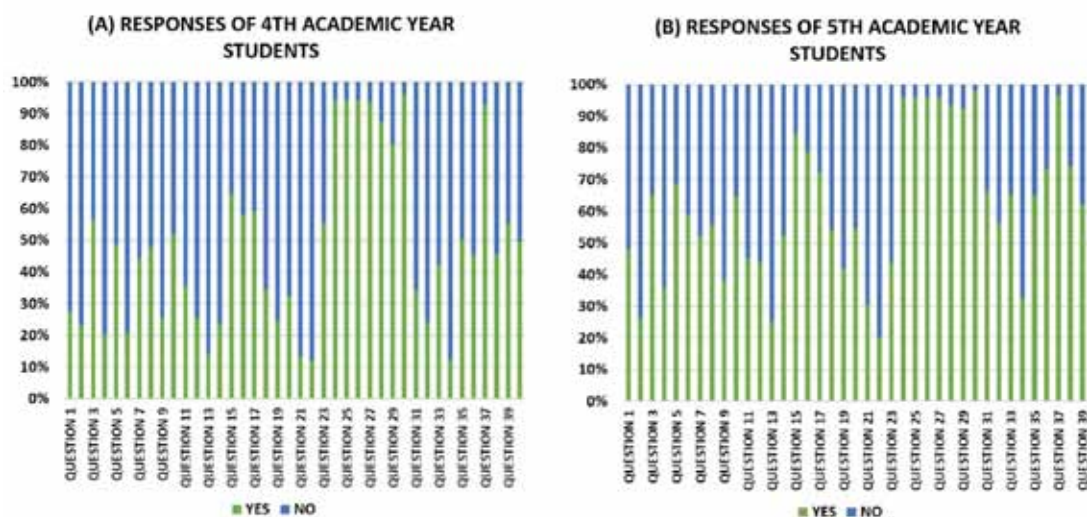 (A) RESPONSES OF 4TH ACADEMIC YEAR
STUDENTS
100%
90%
80%
70%
60%
50%
40%
30%
20%
10%
0%
QUESTION 1
QUESTION 3
QUESTION 5
QUESTION 7
QUESTION 9
QUESTION 11
QUESTION 13
QUESTION 15
QUESTION 17
QUESTION 19
QUESTION 21
QUESTION 23
QUESTION 25
QUESTION 27
QUESTION 29
QUESTION 31
QUESTION 33
QUESTION 35
QUESTION 37
QUESTION 39
YES NO
(B) RESPONSES OF 5TH ACADEMIC YEAR
STUDENTS
100%
90%
80%
70%
60%
50%
40%
30%
20%
10%
0%
QUESTION 1
QUESTION 3
QUESTION 5
QUESTION 7
QUESTION 9
QUESTION 11
QUESTION 13
QUESTION 15
QUESTION 17
QUESTION 19
QUESTION 21
QUESTION 23
QUESTION 25
QUESTION 27
QUESTION 29
QUESTION 31
QUESTION 33
QUESTION 35
QUESTION 37
QUESTION 39
YES NO